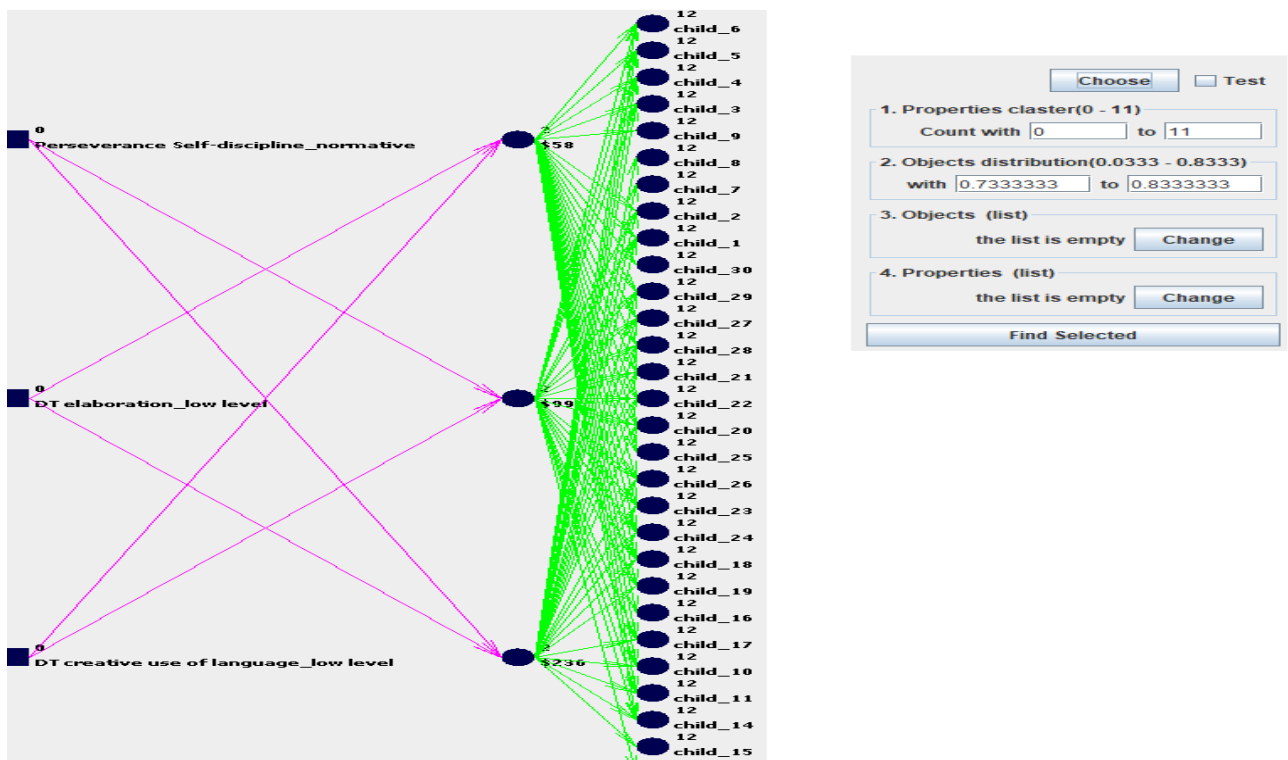 12
child_6
12
child_5
12
child_4
12
child_3
12
child_9
12
child_8
12
child_7
12
child_2
12
child_1
12
child_30
12
child_29
12
child_27
12
child_28
12
child_21
12
child_22
12
child_20
12
child_25
12
child_26
12
child_23
12
child_24
12
child_18
12
child_19
12
child_16
12
child_17
12
child_10
12
child_11
12
child_14
12
child_15
0
Perseverance Self-discipline_normative
2
$58
0
DT elaboration_low level
2
$99
0
DT creative use of language_low level
2
$236
Choose Test
1. Properties claster(0 - 11)
Count with 0 to 11
2. Objects distribution(0.0333 - 0.8333)
with 0.7333333 to 0.8333333
3. Objects (list)
the list is empty Change
4. Properties (list)
the list is empty Change
Find Selected